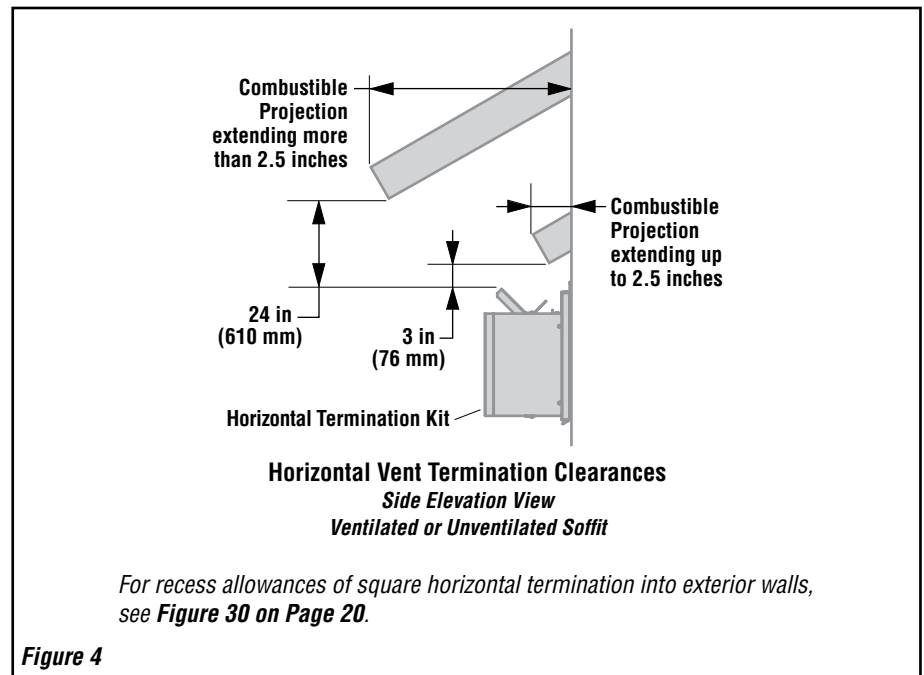 Combustible
Projection
extending more
than 2.5 inches
Combustible
Projection
extending up
to 2.5 inches
24 in
(610 mm)
3 in
(76 mm)
Horizontal Termination Kit
Horizontal Vent Termination Clearances
Side Elevation View
Ventilated or Unventilated Soffit
For recess allowances of square horizontal termination into exterior walls,
see Figure 30 on Page 20.
Figure 4